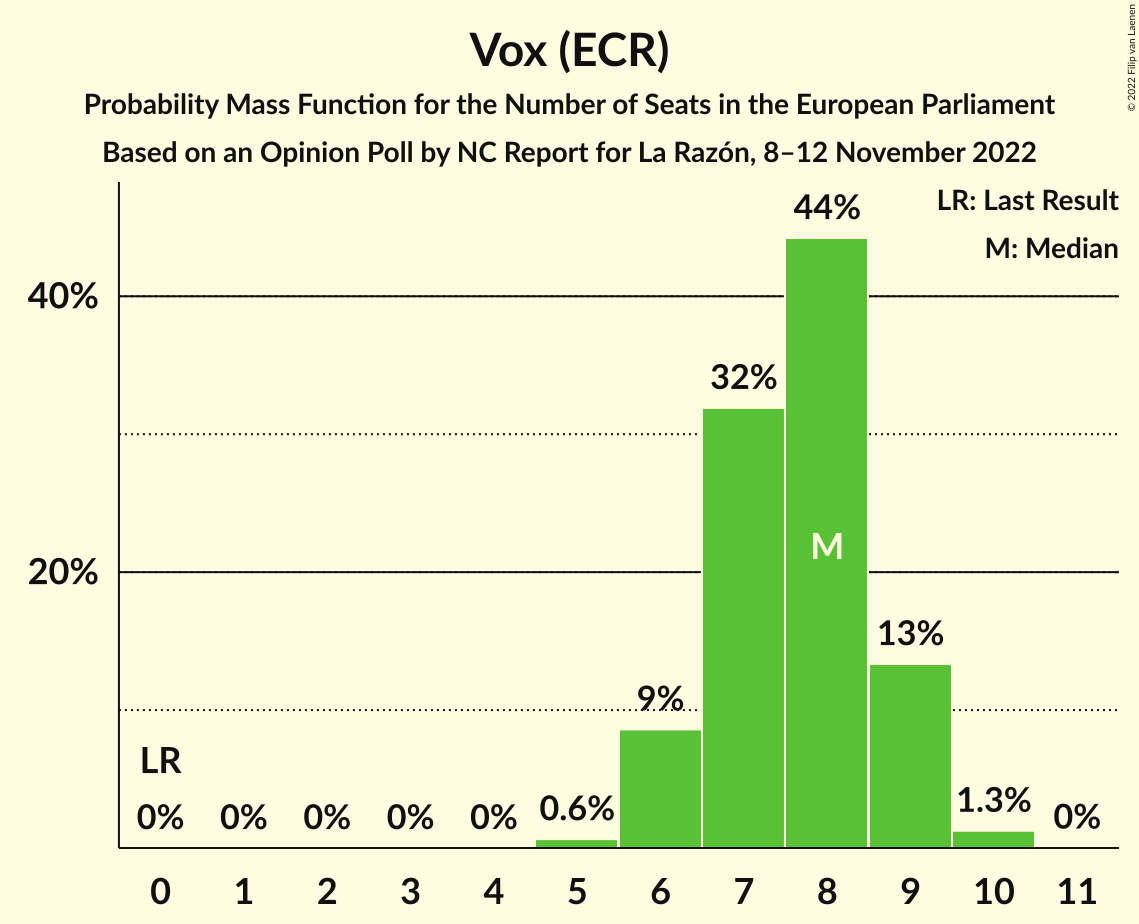 Vox (ECR)
Probability Mass Function for the Number of Seats in the European Parliament
Based on an Opinion Poll by NC Report for La Razón, 8–12 November 2022
© 2022 Filip van Laenen
LR: Last Result
M: Median
44%
40%
32%
M
20%
13%
9%
LR
0% 0% 0% 0% 0% 0.6% 1.3% 0%
0 1 2 3 4 5 6 7 8 9 10 11